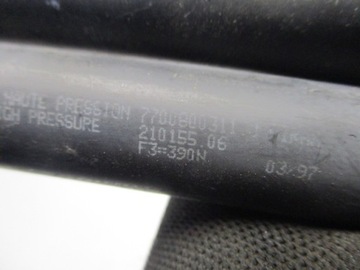 HAUTE PRESSION 7700800311
HIGH PRESSURE 210155 06
F3=390N 03/97